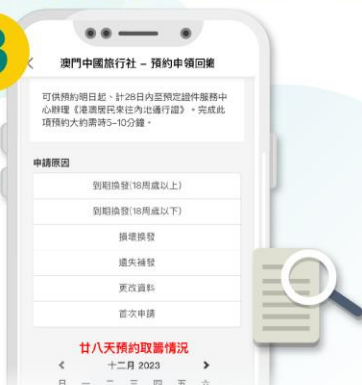 3
澳門中國旅行社 – 預約申領回鄉
可供預約明日起、計28日內至預定證件服務中
心辦理《港澳居民來往內地通行證》。完成此
項預約大約需時5–10分鐘。
申請原因
到期換發(18周歲以上)
到期換發(18周歲以下)
損壞換發
遺失補發
更改資料
首次申請
廿八天預約取籌情況
< 十二月 2023 >
日 一 二 三 四 五 六